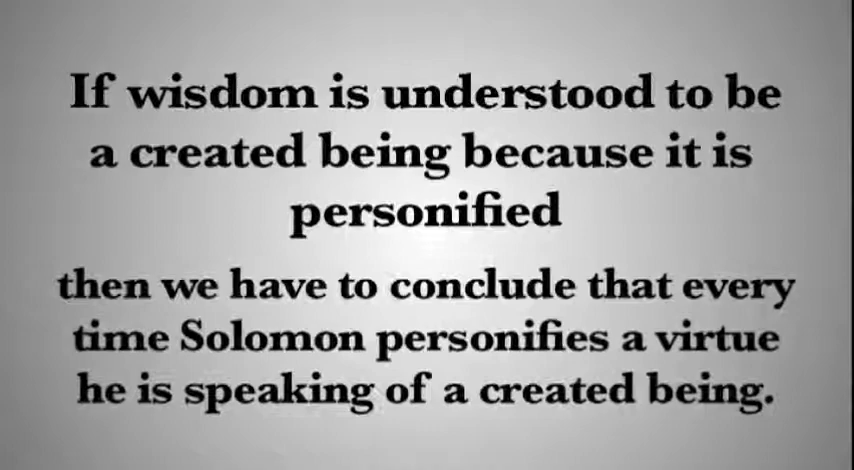 If wisdom is understood to be
a created being because it is
personified
then we have to conclude that every
time Solomon personifies a virtue
he is speaking of a created being.